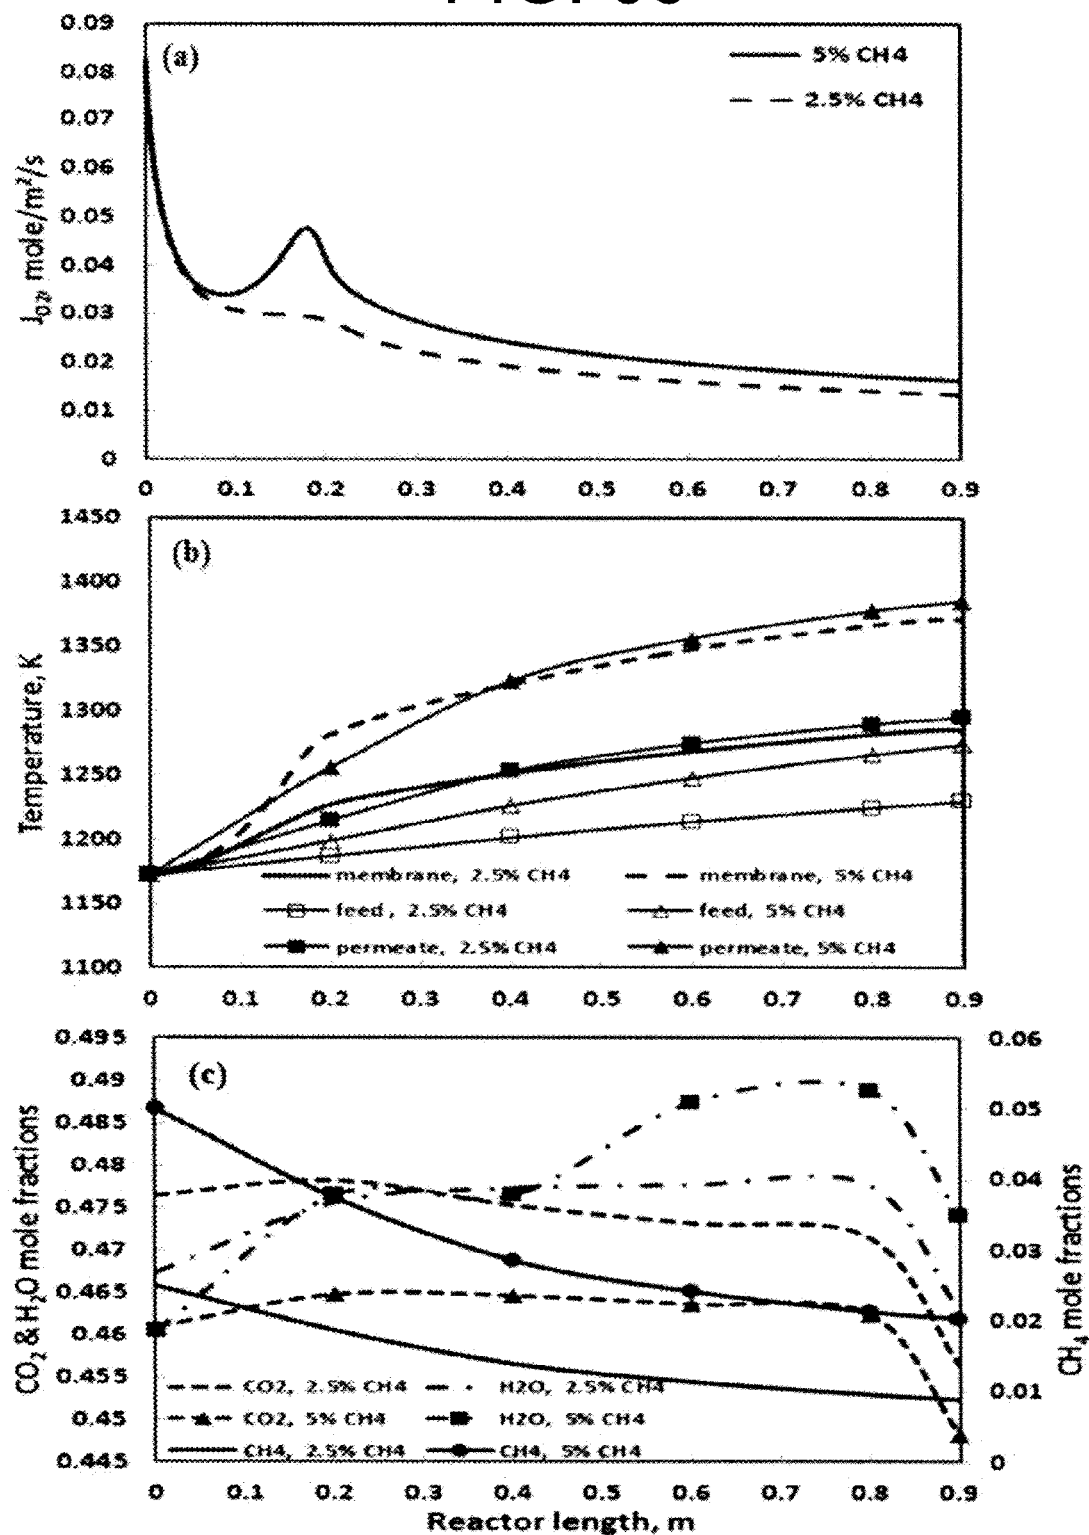 (a)
5% CH4
2.5% CH4
0.09
0.08
0.07
0.06
0.05
0.04
0.03
0.02
0.01
0
J02, mole/m²/s
0 0.1 0.2 0.3 0.4 0.5 0.6 0.7 0.8 0.9
(b)
1450
1400
1350
1300
1250
1200
1150
1100
Temperature, K
membrane, 2.5% CH4 membrane, 5% CH4
feed, 2.5% CH4 feed, 5% CH4
permeate, 2.5% CH4 permeate, 5% CH4
0 0.1 0.2 0.3 0.4 0.5 0.6 0.7 0.8 0.9
(c)
0.495
0.49
0.485
0.48
0.475
0.47
0.465
0.46
0.455
0.45
0.445
CO₂ & H₂O mole fractions
0.06
0.05
0.04
0.03
0.02
0.01
0
CH₄ mole fractions
CO2, 2.5% CH4 H2O, 2.5% CH4
CO2, 5% CH4 H2O, 5% CH4
CH4, 2.5% CH4 CH4, 5% CH4
0 0.1 0.2 0.3 0.4 0.5 0.6 0.7 0.8 0.9
Reactor length, m